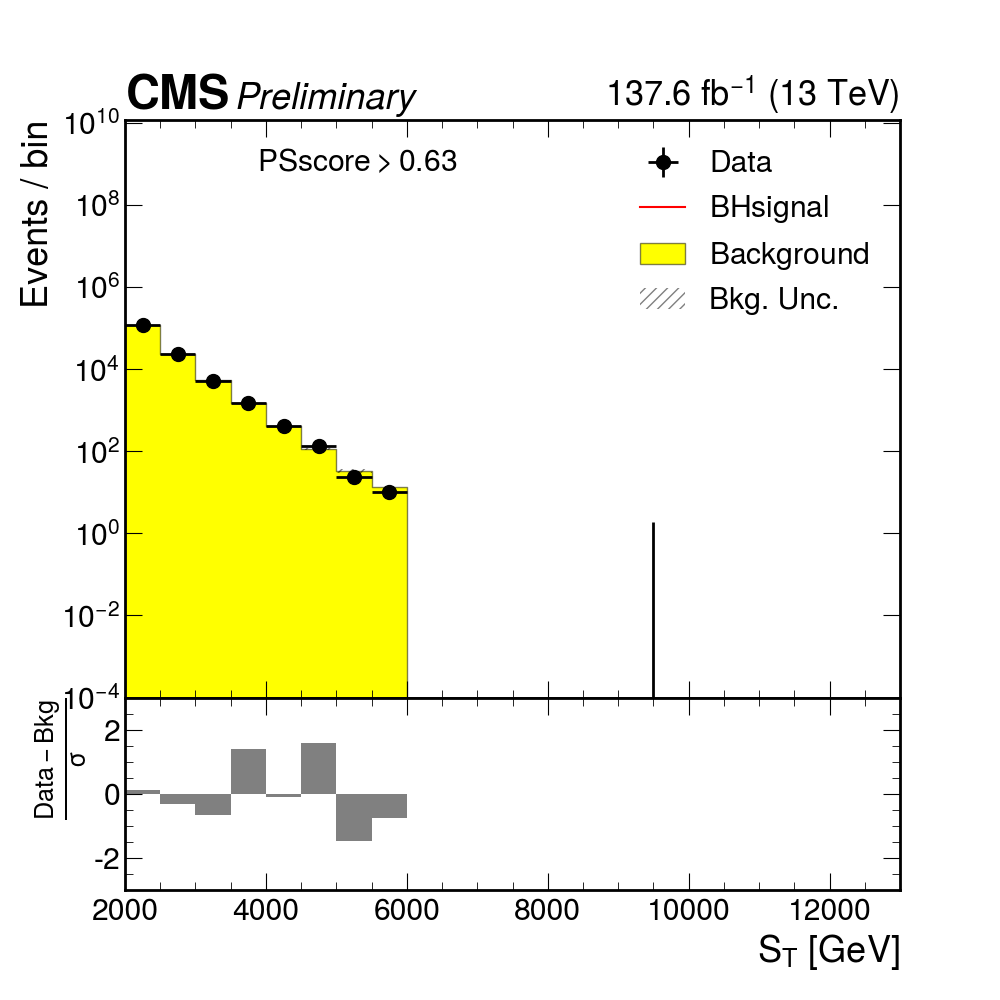 CMS Preliminary 137.6 fb⁻¹ (13 TeV)
Events / bin
PSscore > 0.63
Data
BHsignal
Background
Bkg. Unc.
10¹⁰
10⁸
10⁶
10⁴
10²
10⁰
10⁻²
10⁻⁴
Data – Bkg
σ
2
0
-2
2000 4000 6000 8000 10000 12000
S_T [GeV]